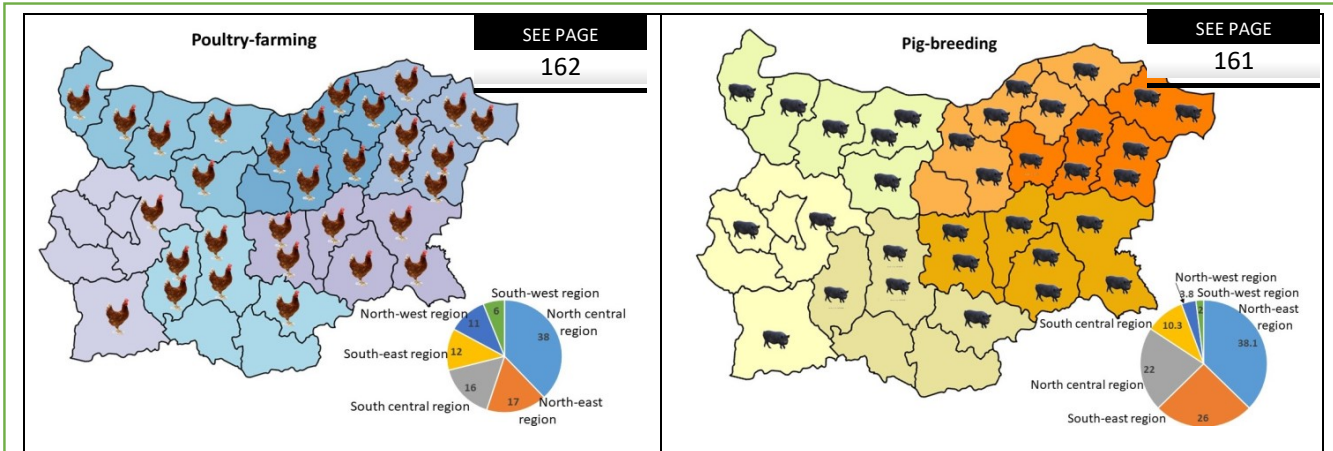 Poultry-farming
SEE PAGE
162
South-west region
North-west region
North central
region
South-east region
South central region
North-east
region
6
11
38
12
16
17
Pig-breeding
SEE PAGE
161
North-west region
South-west region
North-east
region
South central region
North central region
South-east region
3.8
2
10.3
38.1
22
26